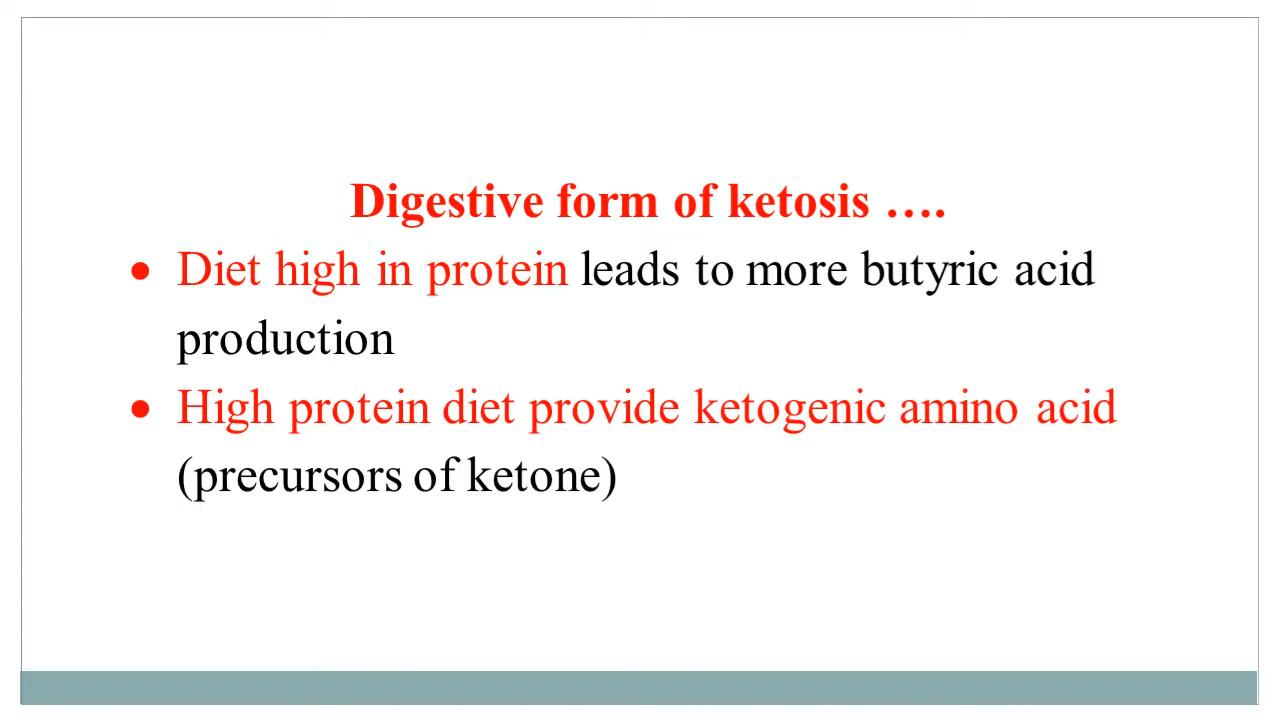 Digestive form of ketosis ….
• Diet high in protein leads to more butyric acid
production
• High protein diet provide ketogenic amino acid
(precursors of ketone)